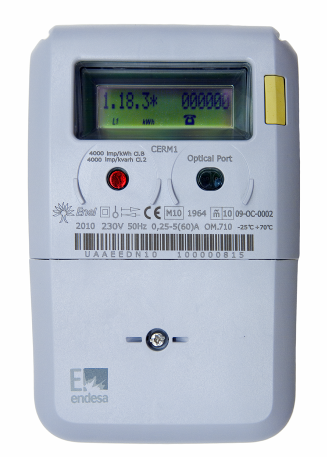 1.18.3* 000000
L1 kWh
CERM1
4000 imp/kWh Cl.B
4000 imp/kvarh Cl.2
Optical Port
Enel CE M10 1964 10 09-OC-0002
2010 230V 50Hz 0,25-5(60)A OM.710 -25°C÷70°C
UAAEEDN10 100000815
E
endesa